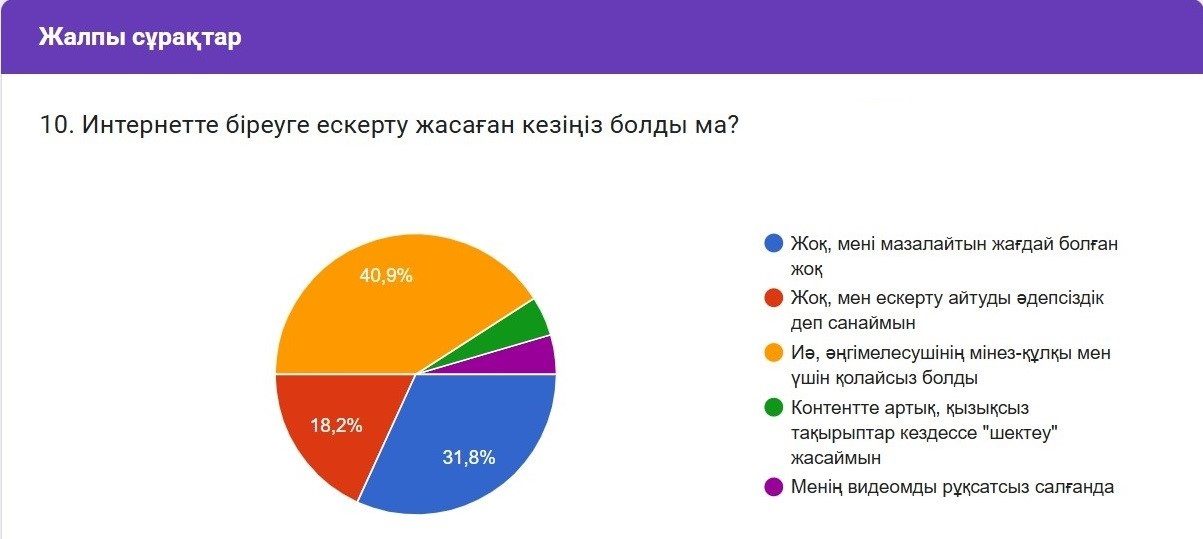 Жалпы сұрақтар
10. Интернетте біреуге ескерту жасаған кезіңіз болды ма?
40,9%
18,2%
31,8%
Жоқ, мені мазалайтын жағдай болған
жоқ
Жоқ, мен ескерту айтуды әдепсіздік
деп санаймын
Иә, әңгімелесушінің мінез-құлқы мен
үшін қолайсыз болды
Контентте артық, қызықсыз
тақырыптар кездессе "шектеу"
жасаймын
Менің видеомды рұқсатсыз салғанда